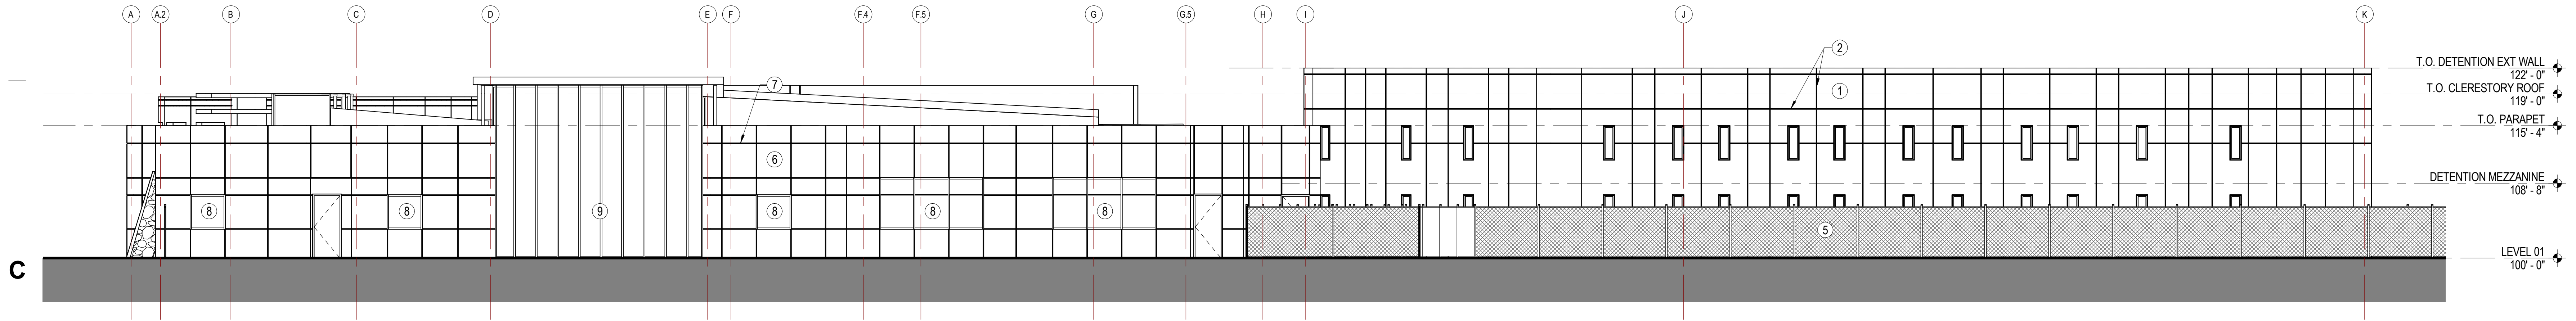 A A.2 B C D E F F.4 F.5 G G.5 H I J K
2
T.O. DETENTION EXT WALL
122' - 0"
7
1
T.O. CLERESTORY ROOF
119' - 0"
T.O. PARAPET
115' - 4"
6
DETENTION MEZZANINE
108' - 8"
8 8 9 8 8 8
5
LEVEL 01
100' - 0"
C